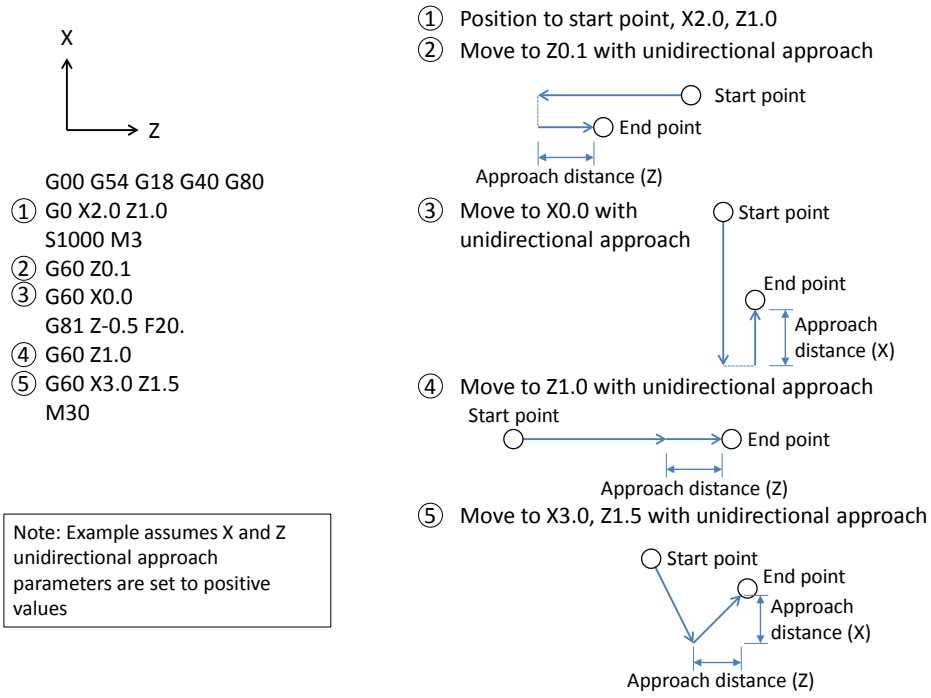 X
Z
G00 G54 G18 G40 G80
① G0 X2.0 Z1.0
S1000 M3
② G60 Z0.1
③ G60 X0.0
G81 Z-0.5 F20.
④ G60 Z1.0
⑤ G60 X3.0 Z1.5
M30
Note: Example assumes X and Z
unidirectional approach
parameters are set to positive
values
① Position to start point, X2.0, Z1.0
② Move to Z0.1 with unidirectional approach
Start point
End point
Approach distance (Z)
③ Move to X0.0 with
unidirectional approach
Start point
End point
Approach
distance (X)
④ Move to Z1.0 with unidirectional approach
Start point
End point
Approach distance (Z)
⑤ Move to X3.0, Z1.5 with unidirectional approach
Start point
End point
Approach
distance (X)
Approach distance (Z)